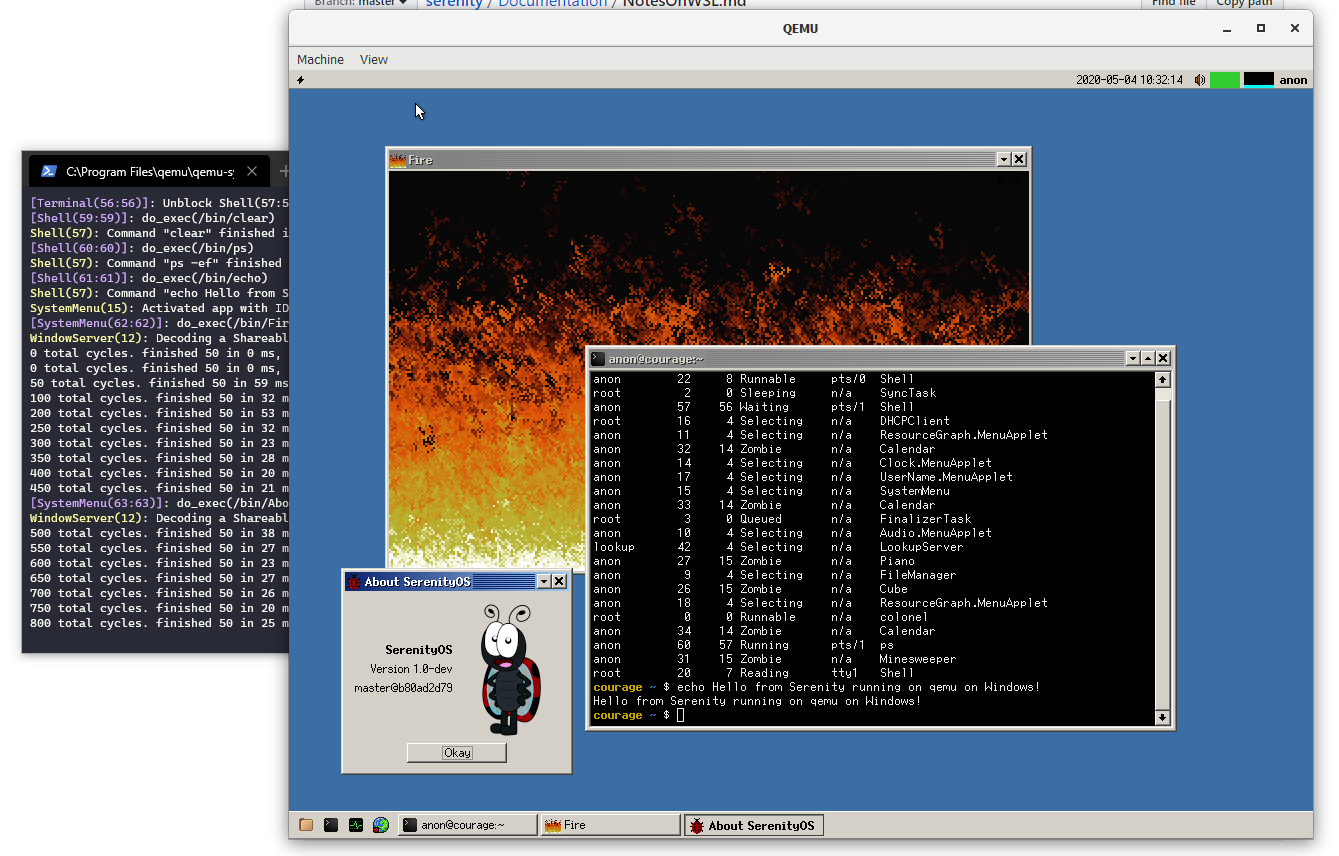 Branch: master
serenity / Documentation / NotesOnWSL.md
Find file
Copy path
QEMU
Machine View
2020-05-04 10:32:14 anon
C:\Program Files\qemu\qemu-sy
[Terminal(56:56)]: Unblock Shell(57:5
[Shell(59:59)]: do_exec(/bin/clear)
Shell(57): Command "clear" finished i
[Shell(60:60)]: do_exec(/bin/ps)
Shell(57): Command "ps -ef" finished
[Shell(61:61)]: do_exec(/bin/echo)
Shell(57): Command "echo Hello from S
SystemMenu(15): Activated app with ID
[SystemMenu(62:62)]: do_exec(/bin/Fir
WindowServer(12): Decoding a Shareabl
0 total cycles. finished 50 in 0 ms,
0 total cycles. finished 50 in 0 ms,
50 total cycles. finished 50 in 59 ms
100 total cycles. finished 50 in 32 m
200 total cycles. finished 50 in 53 m
250 total cycles. finished 50 in 32 m
300 total cycles. finished 50 in 23 m
350 total cycles. finished 50 in 28 m
400 total cycles. finished 50 in 20 m
450 total cycles. finished 50 in 21 m
[SystemMenu(63:63)]: do_exec(/bin/Abo
WindowServer(12): Decoding a Shareabl
500 total cycles. finished 50 in 38 m
550 total cycles. finished 50 in 27 m
600 total cycles. finished 50 in 23 m
650 total cycles. finished 50 in 27 m
700 total cycles. finished 50 in 26 m
750 total cycles. finished 50 in 20 m
800 total cycles. finished 50 in 25 m
Fire
anon@courage:~
anon 22 8 Runnable pts/0 Shell
root 2 0 Sleeping n/a SyncTask
anon 57 56 Waiting pts/1 Shell
root 16 4 Selecting n/a DHCPClient
anon 11 4 Selecting n/a ResourceGraph.MenuApplet
anon 32 14 Zombie n/a Calendar
anon 14 4 Selecting n/a Clock.MenuApplet
anon 17 4 Selecting n/a UserName.MenuApplet
anon 15 4 Selecting n/a SystemMenu
anon 33 14 Zombie n/a Calendar
root 3 0 Queued n/a FinalizerTask
anon 10 4 Selecting n/a Audio.MenuApplet
lookup 42 4 Selecting n/a LookupServer
anon 27 15 Zombie n/a Piano
anon 9 4 Selecting n/a FileManager
anon 26 15 Zombie n/a Cube
anon 18 4 Selecting n/a ResourceGraph.MenuApplet
root 0 0 Runnable n/a colonel
anon 34 14 Zombie n/a Calendar
anon 60 57 Running pts/1 ps
anon 31 15 Zombie n/a Minesweeper
root 20 7 Reading tty1 Shell
courage ~ $ echo Hello from Serenity running on qemu on Windows!
Hello from Serenity running on qemu on Windows!
courage ~ $
About SerenityOS
SerenityOS
Version 1.0-dev
master@b80ad2d79
Okay
anon@courage:~
Fire
About SerenityOS